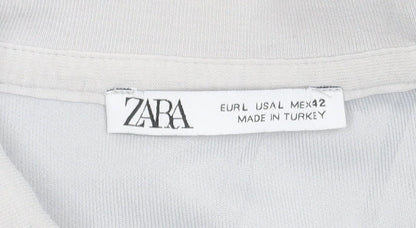 ZARA
EUR L USA L MEX 42
MADE IN TURKEY